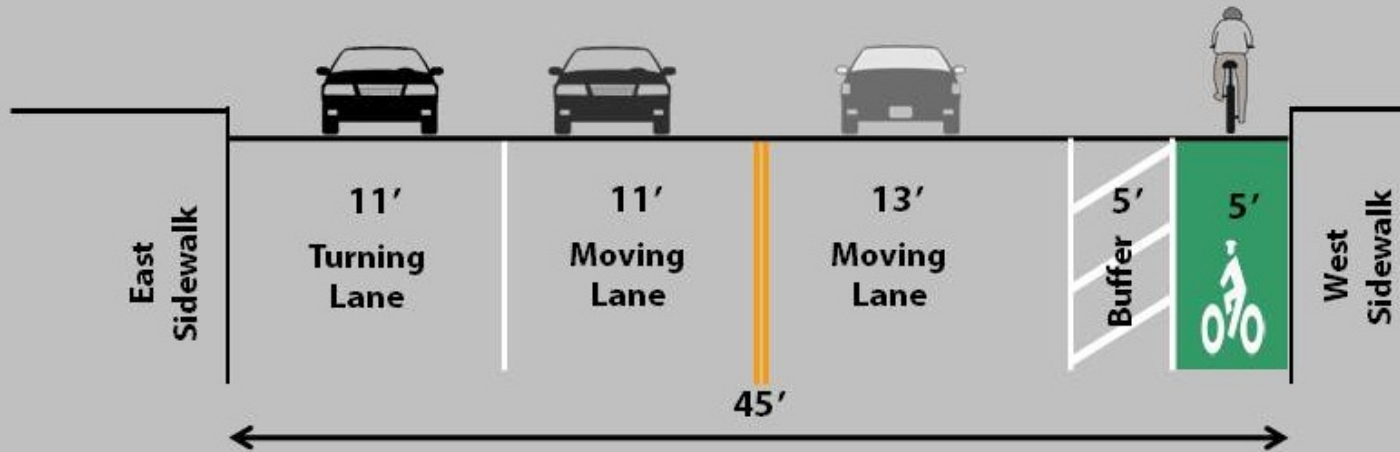 East
Sidewalk
11′
Turning
Lane
11′
Moving
Lane
13′
Moving
Lane
5′
Buffer
5′
West
Sidewalk
45′